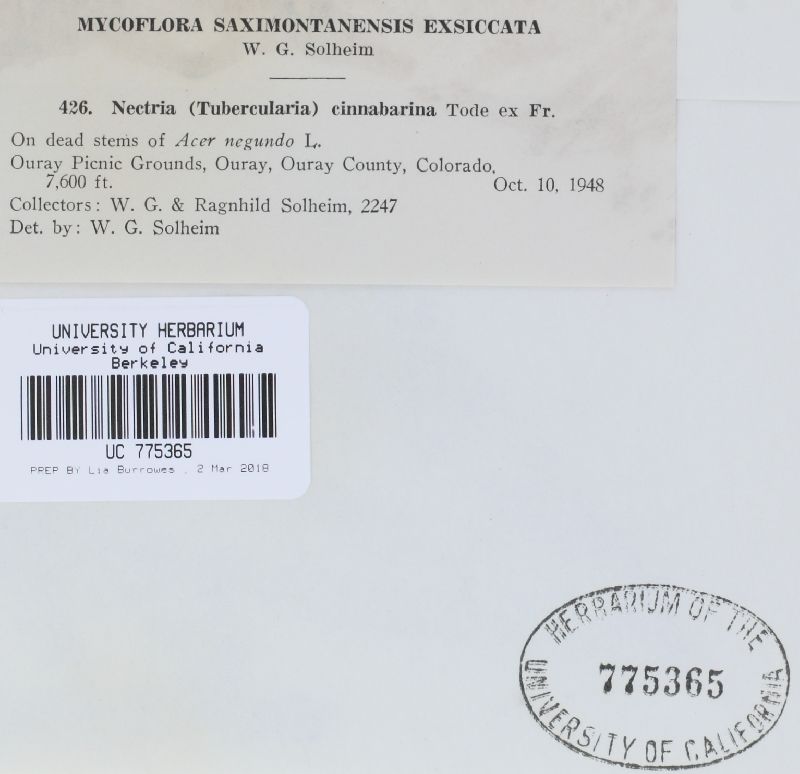 MYCOFLORA SAXIMONTANENSIS EXSICCATA
W. G. Solheim
426. Nectria (Tubercularia) cinnabarina Tode ex Fr.
On dead stems of Acer negundo L.
Ouray Picnic Grounds, Ouray, Ouray County, Colorado,
7,600 ft. Oct. 10, 1948
Collectors: W. G. & Ragnhild Solheim, 2247
Det. by: W. G. Solheim
UNIVERSITY HERBARIUM
University of California
Berkeley
UC 775365
PREP BY Lia Burrowes . 2 Mar 2018
HERBARIUM OF THE
775365
UNIVERSITY OF CALIFORNIA